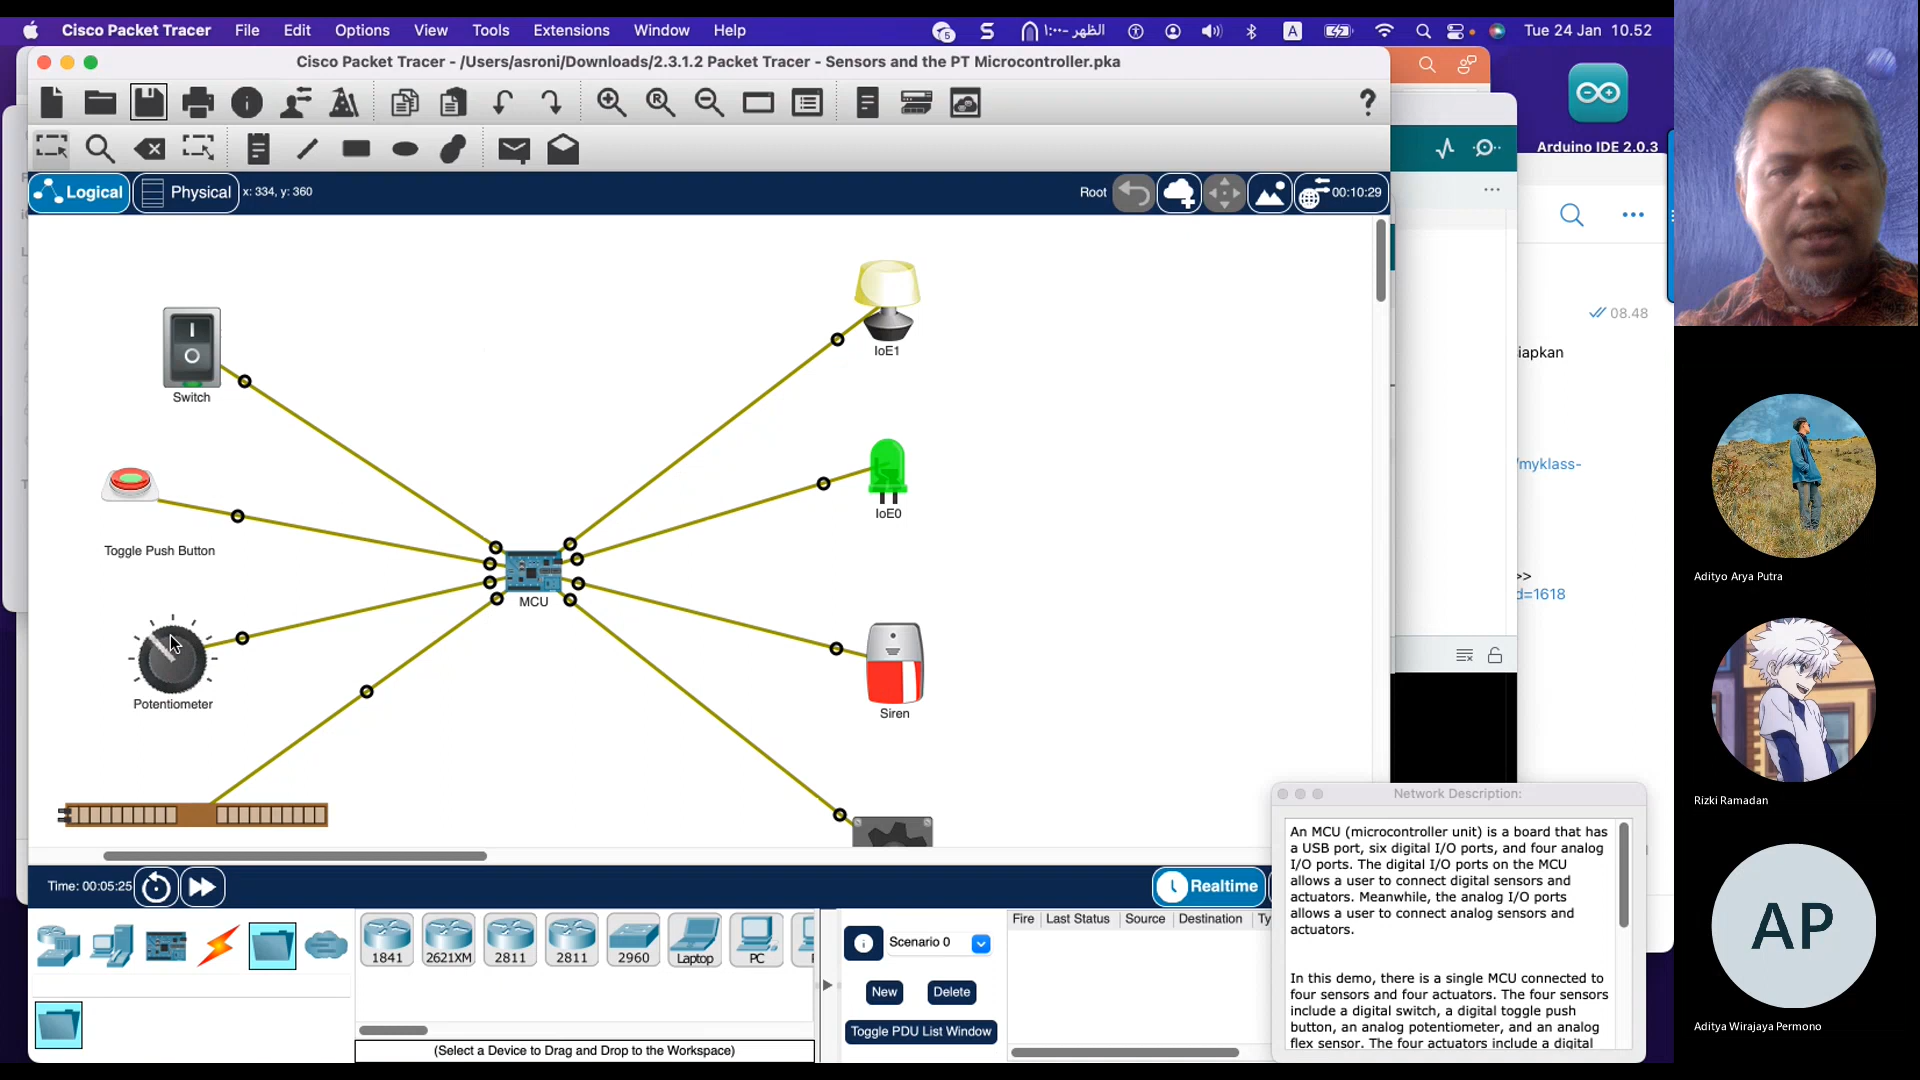 Cisco Packet Tracer File Edit Options View Tools Extensions Window Help
5 S الظهر -١:٠٠ A Tue 24 Jan 10.52
Cisco Packet Tracer - /Users/asroni/Downloads/2.3.1.2 Packet Tracer - Sensors and the PT Microcontroller.pka
Arduino IDE 2.0.3
Logical Physical x: 334, y: 360 Root 00:10:29
08.48
siapkan
/myklass-
>>
d=1618
Switch
IoE1
IoE0
Toggle Push Button
MCU
Potentiometer
Siren
Network Description:
An MCU (microcontroller unit) is a board that has
a USB port, six digital I/O ports, and four analog
I/O ports. The digital I/O ports on the MCU
allows a user to connect digital sensors and
actuators. Meanwhile, the analog I/O ports
allows a user to connect analog sensors and
actuators.
In this demo, there is a single MCU connected to
four sensors and four actuators. The four sensors
include a digital switch, a digital toggle push
button, an analog potentiometer, and an analog
flex sensor. The four actuators include a digital
Time: 00:05:25 Realtime
1841 2621XM 2811 2811 2960 Laptop PC
(Select a Device to Drag and Drop to the Workspace)
Scenario 0
New Delete
Toggle PDU List Window
Fire Last Status Source Destination Ty
Adityo Arya Putra
Rizki Ramadan
AP
Aditya Wirajaya Permono